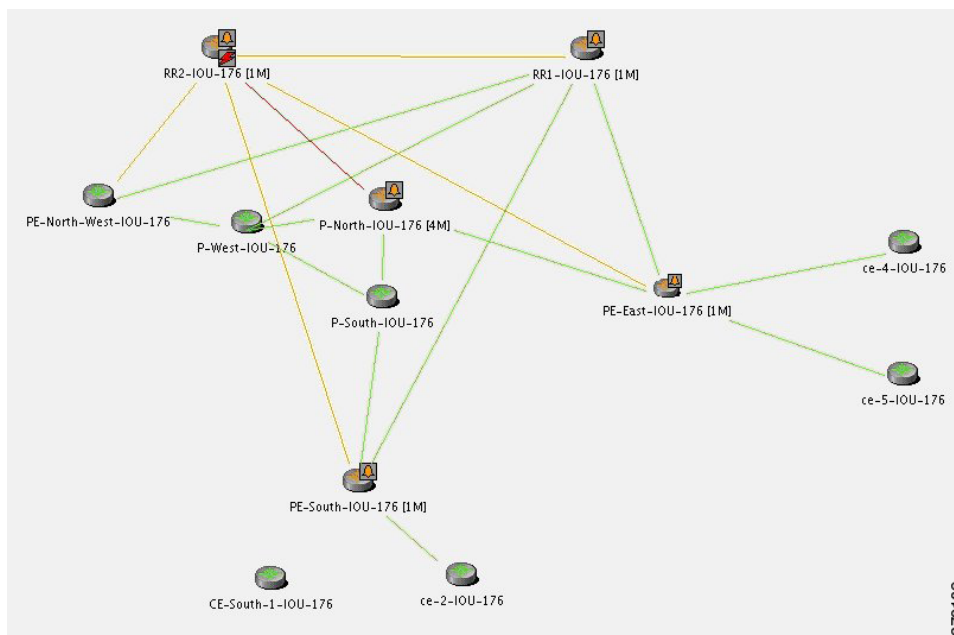 RR2-IOU-176 [1M]
RR1-IOU-176 [1M]
PE-North-West-IOU-176
P-West-IOU-176
P-North-IOU-176 [4M]
ce-4-IOU-176
PE-East-IOU-176 [1M]
P-South-IOU-176
ce-5-IOU-176
PE-South-IOU-176 [1M]
CE-South-1-IOU-176
ce-2-IOU-176